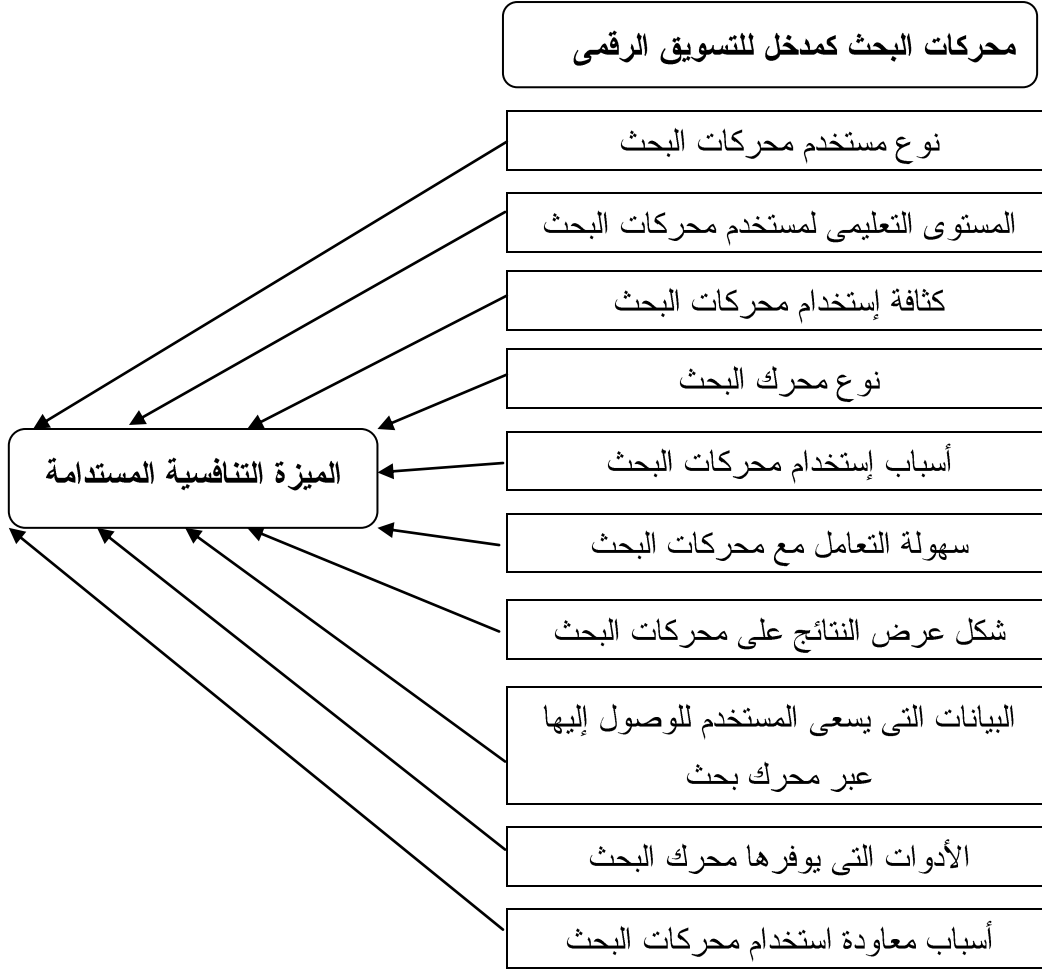 محركات البحث كمدخل للتسويق الرقمى
نوع مستخدم محركات البحث
المستوى التعليمى لمستخدم محركات البحث
كثافة إستخدام محركات البحث
نوع محرك البحث
أسباب إستخدام محركات البحث
سهولة التعامل مع محركات البحث
شكل عرض النتائج على محركات البحث
البيانات التى يسعى المستخدم للوصول إليها
عبر محرك بحث
الأدوات التى يوفرها محرك البحث
أسباب معاودة استخدام محركات البحث
الميزة التنافسية المستدامة